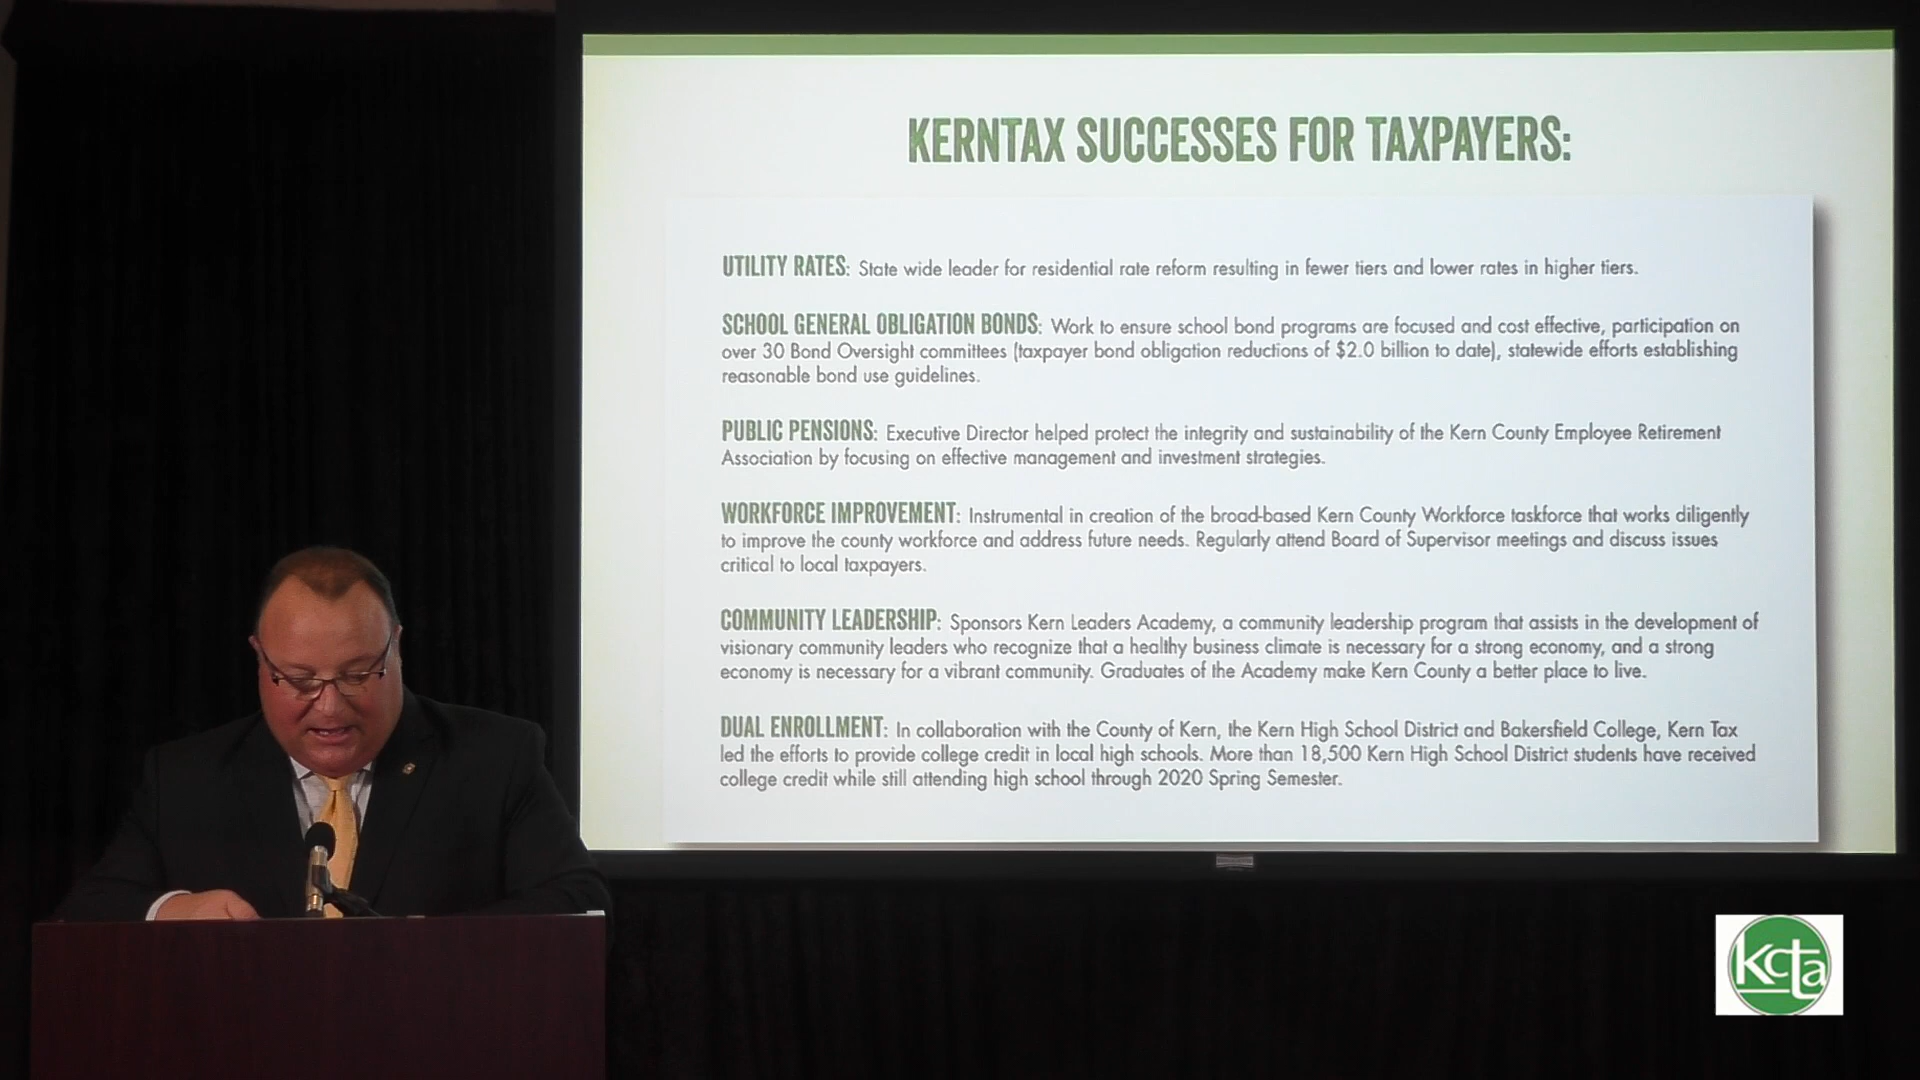 KERNTAX SUCCESSES FOR TAXPAYERS:
UTILITY RATES: State wide leader for residential rate reform resulting in fewer tiers and lower rates in higher tiers.
SCHOOL GENERAL OBLIGATION BONDS: Work to ensure school bond programs are focused and cost effective, participation on
over 30 Bond Oversight committees (taxpayer bond obligation reductions of $2.0 billion to date), statewide efforts establishing
reasonable bond use guidelines.
PUBLIC PENSIONS: Executive Director helped protect the integrity and sustainability of the Kern County Employee Retirement
Association by focusing on effective management and investment strategies.
WORKFORCE IMPROVEMENT: Instrumental in creation of the broad-based Kern County Workforce taskforce that works diligently
to improve the county workforce and address future needs. Regularly attend Board of Supervisor meetings and discuss issues
critical to local taxpayers.
COMMUNITY LEADERSHIP: Sponsors Kern Leaders Academy, a community leadership program that assists in the development of
visionary community leaders who recognize that a healthy business climate is necessary for a strong economy, and a strong
economy is necessary for a vibrant community. Graduates of the Academy make Kern County a better place to live.
DUAL ENROLLMENT: In collaboration with the County of Kern, the Kern High School District and Bakersfield College, Kern Tax
led the efforts to provide college credit in local high schools. More than 18,500 Kern High School District students have received
college credit while still attending high school through 2020 Spring Semester.
kcta